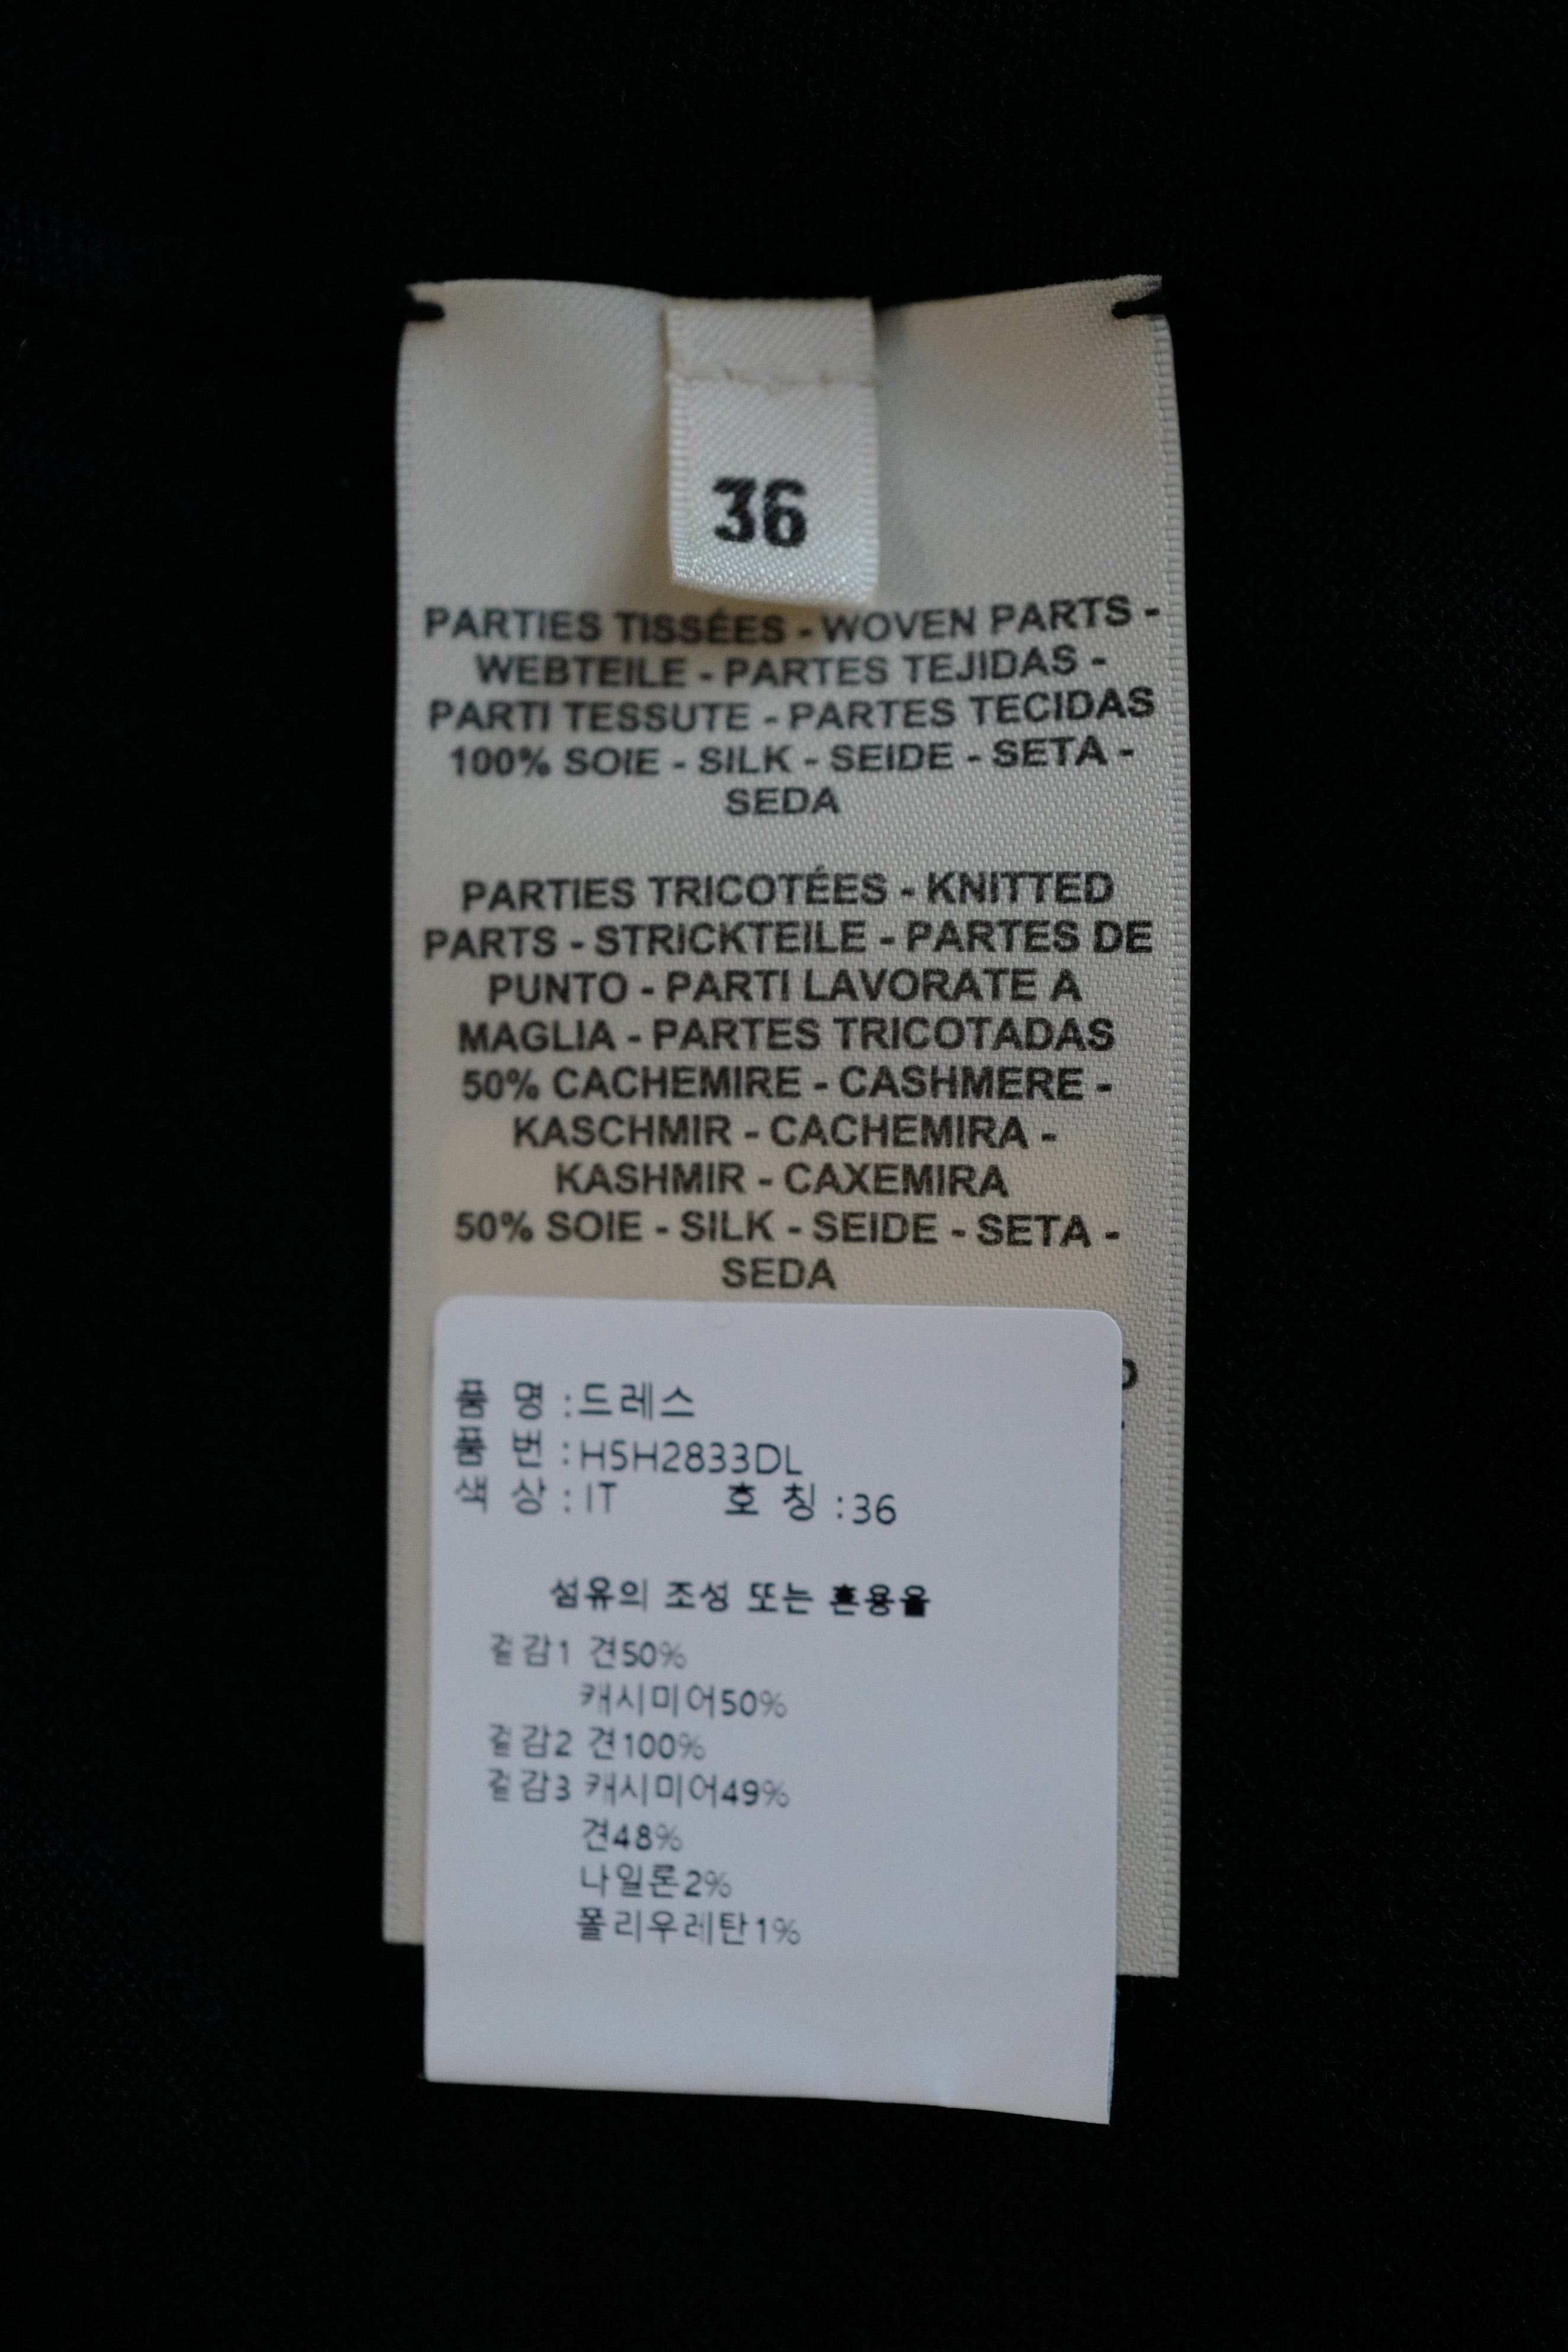 36
PARTIES TISSÉES - WOVEN PARTS -
WEBTEILE - PARTES TEJIDAS -
PARTI TESSUTE - PARTES TECIDAS
100% SOIE - SILK - SEIDE - SETA -
SEDA
PARTIES TRICOTÉES - KNITTED
PARTS - STRICKTEILE - PARTES DE
PUNTO - PARTI LAVORATE A
MAGLIA - PARTES TRICOTADAS
50% CACHEMIRE - CASHMERE -
KASCHMIR - CACHEMIRA -
KASHMIR - CAXEMIRA
50% SOIE - SILK - SEIDE - SETA -
SEDA
품 명 :드레스
품 번 :H5H2833DL
색 상 : IT 호 칭 :36
섬유의 조성 또는 혼용율
겉감1 견50%
캐시미어50%
겉감2 견100%
겉감3 캐시미어49%
견48%
나일론2%
폴리우레탄1%